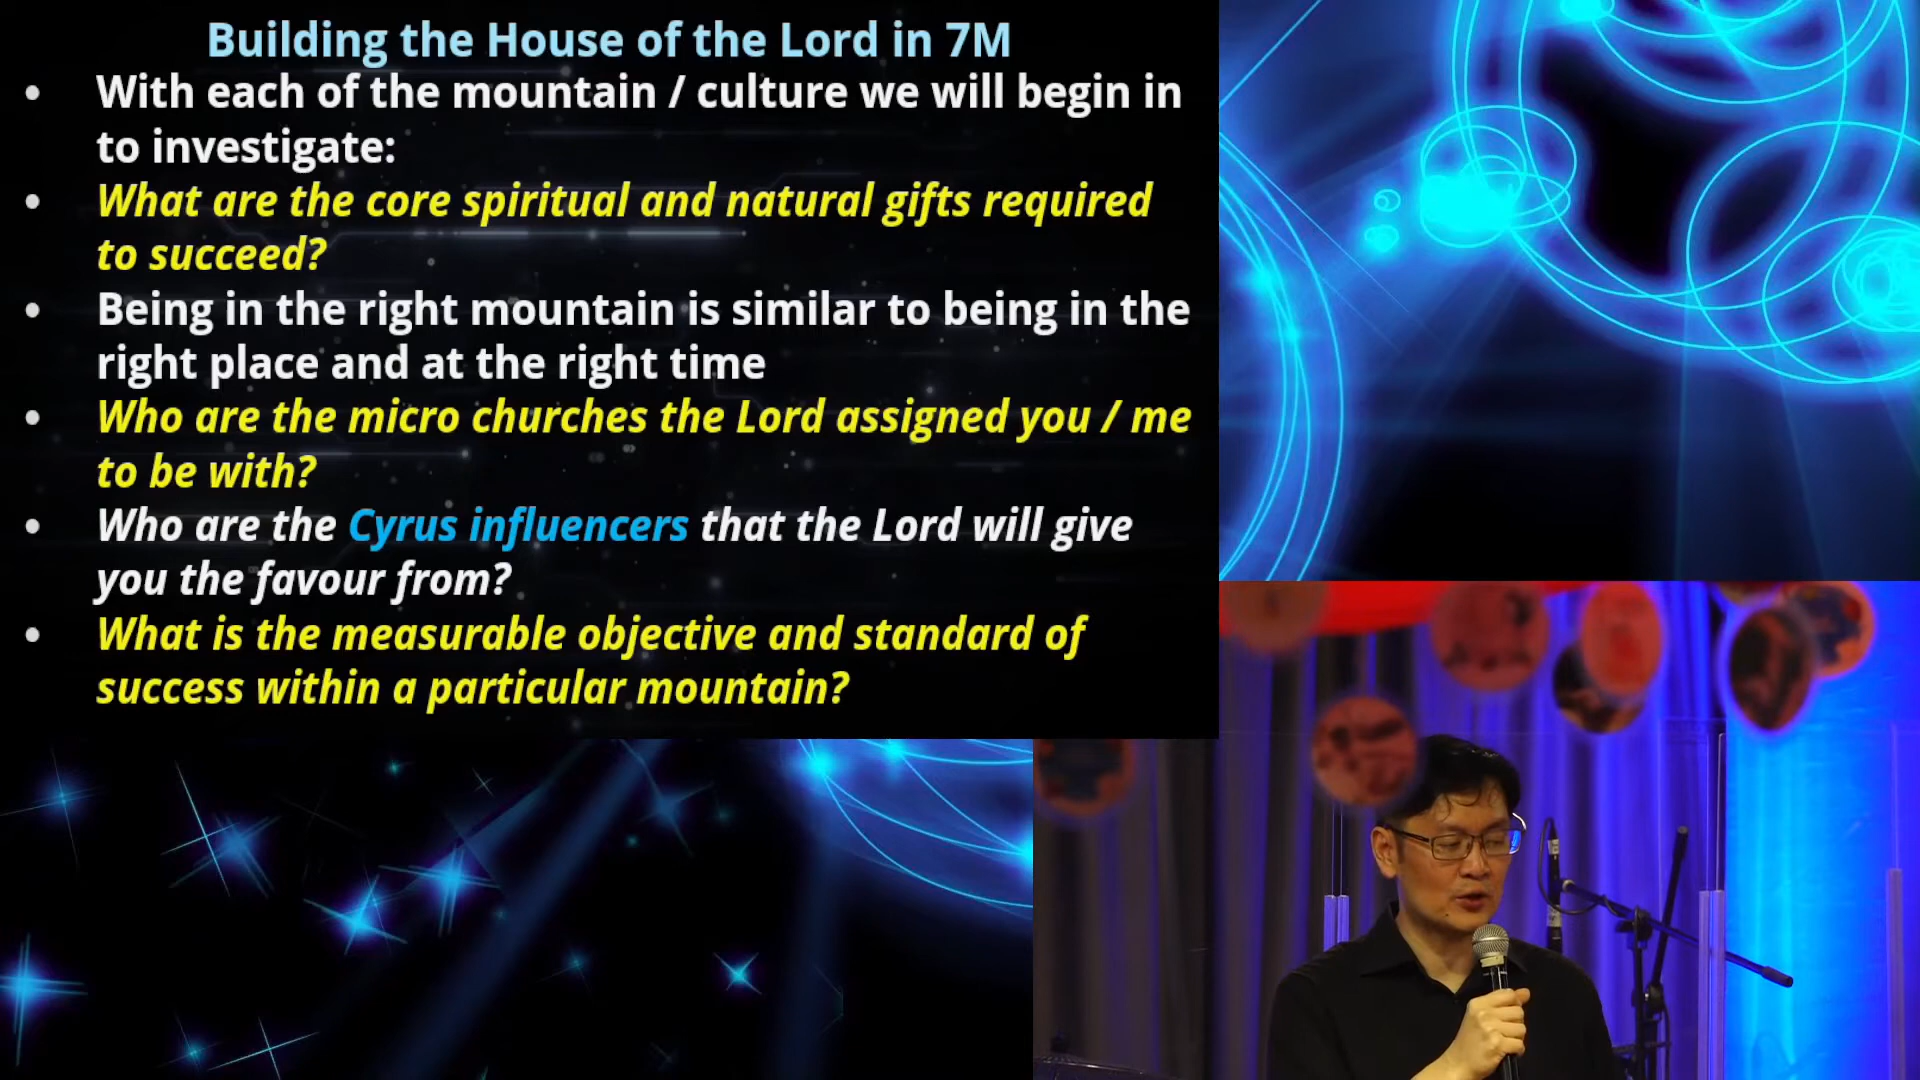 Building the House of the Lord in 7M
• With each of the mountain / culture we will begin in
to investigate:
• What are the core spiritual and natural gifts required
to succeed?
• Being in the right mountain is similar to being in the
right place and at the right time
• Who are the micro churches the Lord assigned you / me
to be with?
• Who are the Cyrus influencers that the Lord will give
you the favour from?
• What is the measurable objective and standard of
success within a particular mountain?